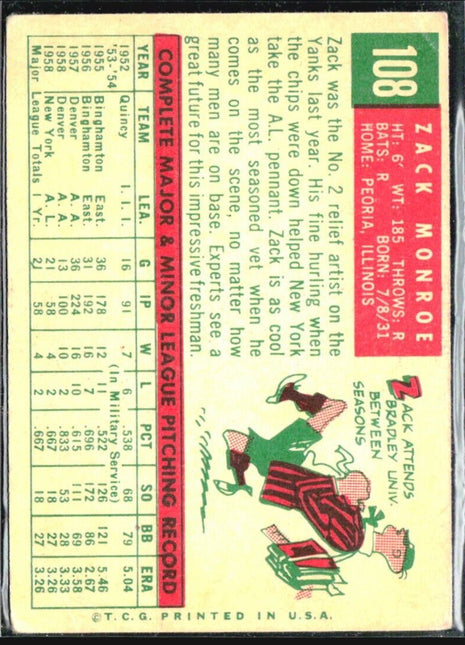 108
ZACK MONROE
HT: 6' WT: 185 THROWS: R
BATS: R BORN: 7/8/31
HOME: PEORIA, ILLINOIS
Zack was the No. 2 relief artist on the
Yanks last year. His fine hurling when
the chips were down helped New York
take the A.L. pennant. Zack is as cool
as the most seasoned vet when he
comes on the scene, no matter how
many men are on base. Experts see a
great future for this impressive freshman.
ZACK ATTENDS
BRADLEY UNIV.
BETWEEN
SEASONS
COMPLETE MAJOR & MINOR LEAGUE PITCHING RECORD
YEAR TEAM LEA. G IP W L PCT SO BB ERA
1952 Quincy I. I. I. 16 91 7 6 .538 68 79 5.04
'53-'54 (In Military Service)
1955 Binghamton East. 36 178 12 11 .522 126 121 5.46
1956 Binghamton East. 31 192 16 7 .696 172 86 2.67
1957 Denver A. A. 36 224 16 10 .615 111 69 3.58
1958 Denver A. A. 13 100 10 2 .833 53 28 3.06
1958 New York A. L. 21 58 4 2 .667 18 27 3.26
Major League Totals 1 Yr. 21 58 4 2 .667 18 27 3.26
©T.C.G. PRINTED IN U.S.A.